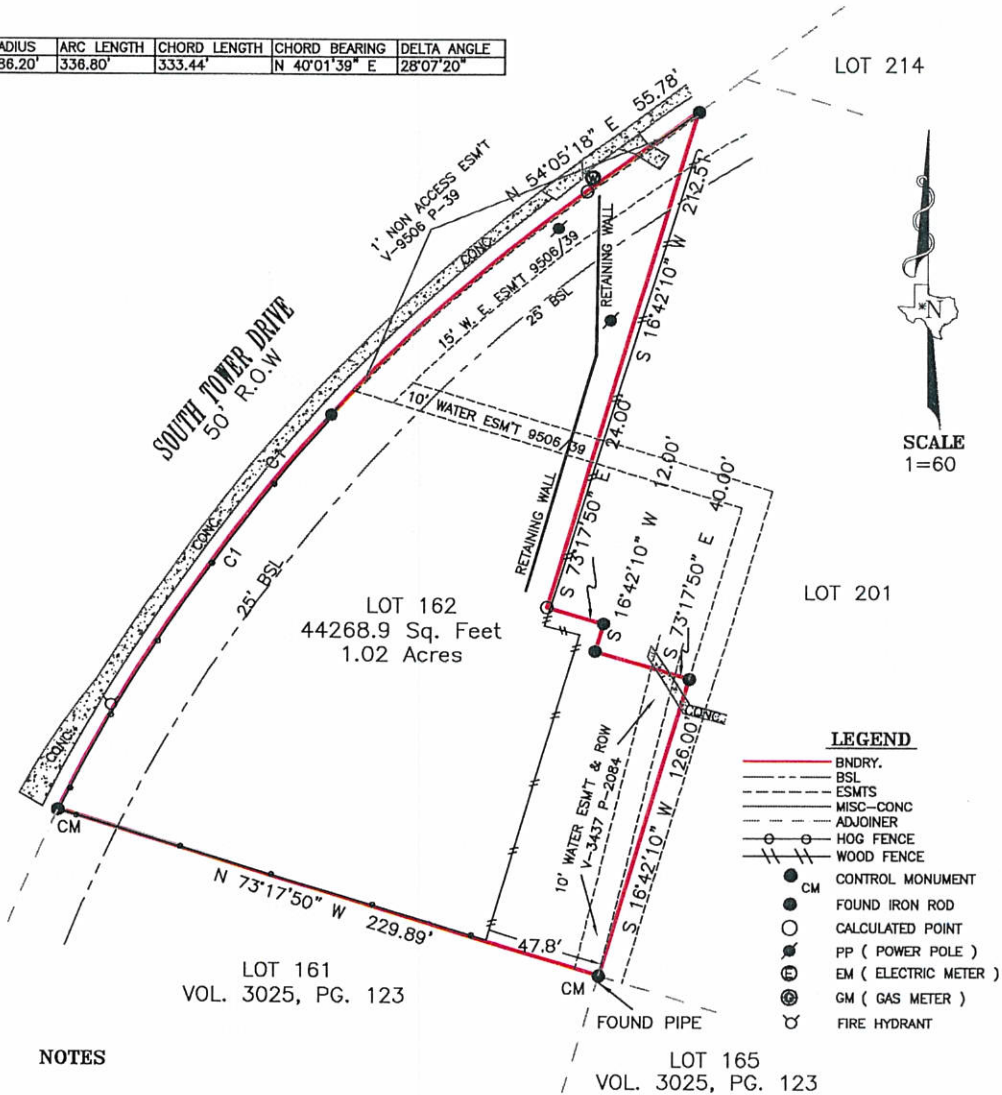 ADIUS ARC LENGTH CHORD LENGTH CHORD BEARING DELTA ANGLE
86.20' 336.80' 333.44' N 40°01'39" E 28°07'20"
LOT 214
N 54°05'18" E 55.78'
1' NON ACCESS ESM'T
V-9506 P-39
CONC.
15' W. E. ESM'T 9506/39
25' BSL
RETAINING WALL
S 16°42'10" W 212.51
SOUTH TOWER DRIVE
50' R.O.W
N
SCALE
1=60
10' WATER ESM'T 9506/39
C1
CONC.
C1
25' BSL
RETAINING WALL
S 73°17'50" E 24.00'
S 16°42'10" W 12.00'
S 73°17'50" E 40.00'
LOT 162
44268.9 Sq. Feet
1.02 Acres
LOT 201
CONC.
CONC.
10' WATER ESM'T & ROW
V-3437 P-2084
S 16°42'10" W 126.00'
CM
N 73°17'50" W 229.89'
47.8'
CM
FOUND PIPE
LOT 161
VOL. 3025, PG. 123
LOT 165
VOL. 3025, PG. 123
NOTES
LEGEND
BNDRY.
BSL
ESMTS
MISC-CONC
ADJOINER
HOG FENCE
WOOD FENCE
CM CONTROL MONUMENT
FOUND IRON ROD
CALCULATED POINT
PP ( POWER POLE )
E EM ( ELECTRIC METER )
G GM ( GAS METER )
FIRE HYDRANT